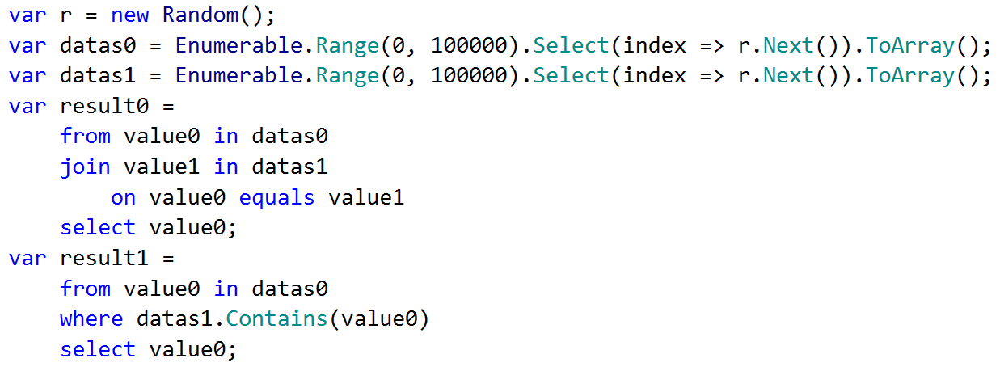 var r = new Random();
var datas0 = Enumerable.Range(0, 100000).Select(index => r.Next()).ToArray();
var datas1 = Enumerable.Range(0, 100000).Select(index => r.Next()).ToArray();
var result0 =
    from value0 in datas0
    join value1 in datas1
        on value0 equals value1
    select value0;
var result1 =
    from value0 in datas0
    where datas1.Contains(value0)
    select value0;